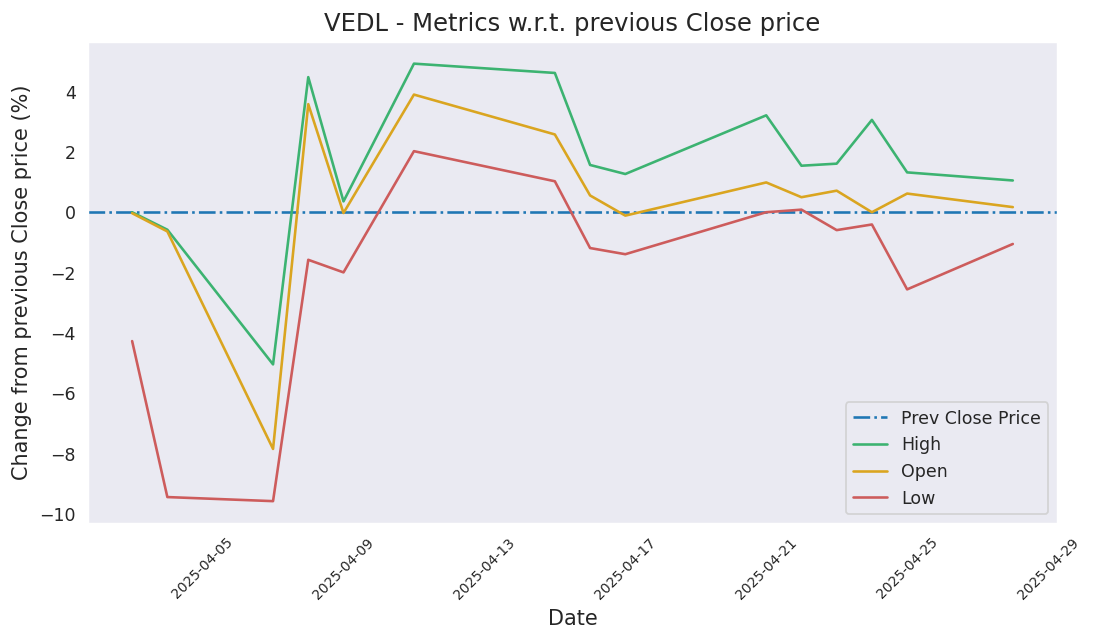 VEDL - Metrics w.r.t. previous Close price
Change from previous Close price (%)
4
2
0
−2
−4
−6
−8
−10
Prev Close Price
High
Open
Low
2025-04-05
2025-04-09
2025-04-13
2025-04-17
2025-04-21
2025-04-25
2025-04-29
Date